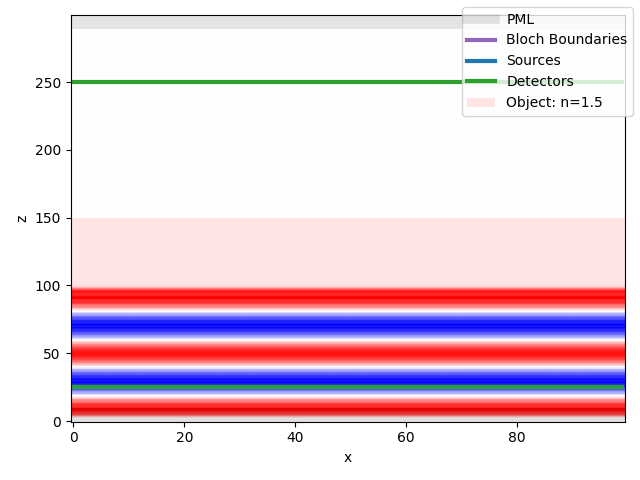 PML
Bloch Boundaries
Sources
Detectors
Object: n=1.5
250
200
150
100
50
0
z
0 20 40 60 80
x